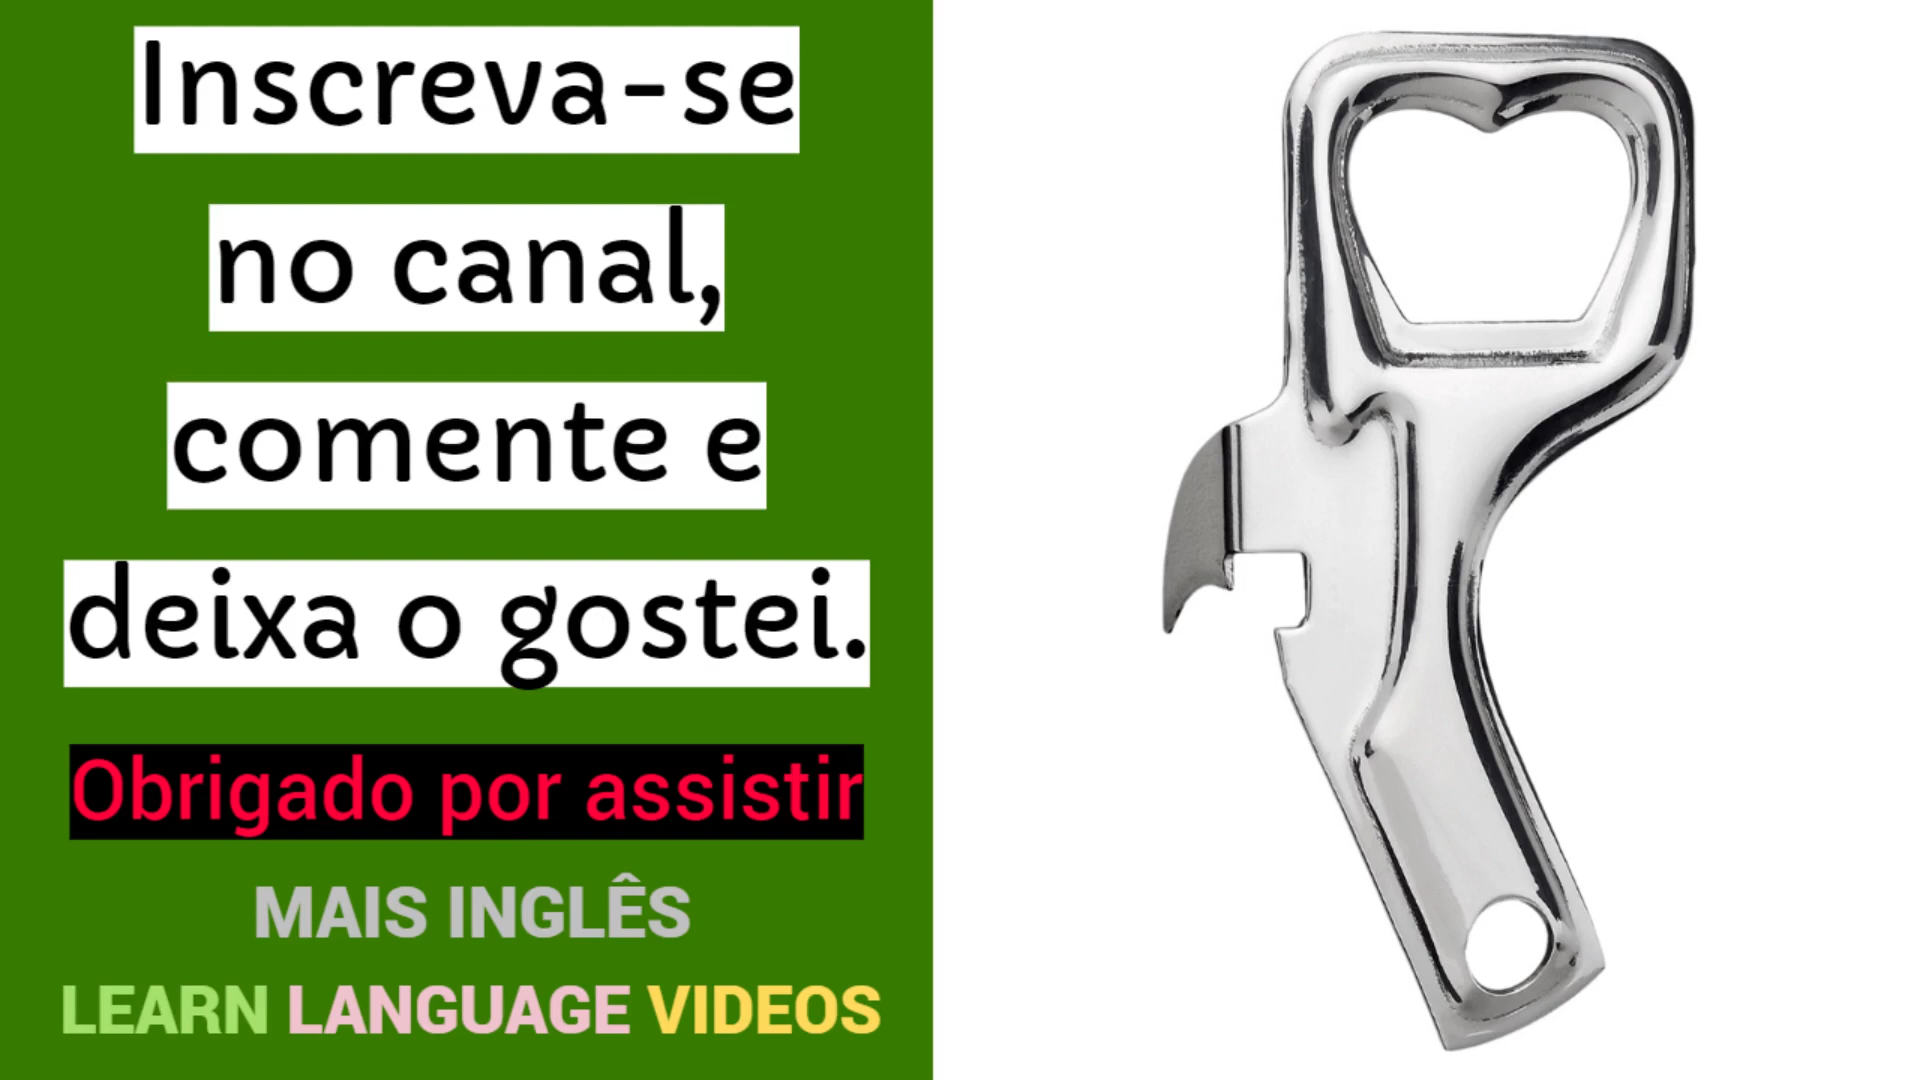 Inscreva-se
no canal,
comente e
deixa o gostei.
Obrigado por assistir
MAIS INGLÊS
LEARN LANGUAGE VIDEOS